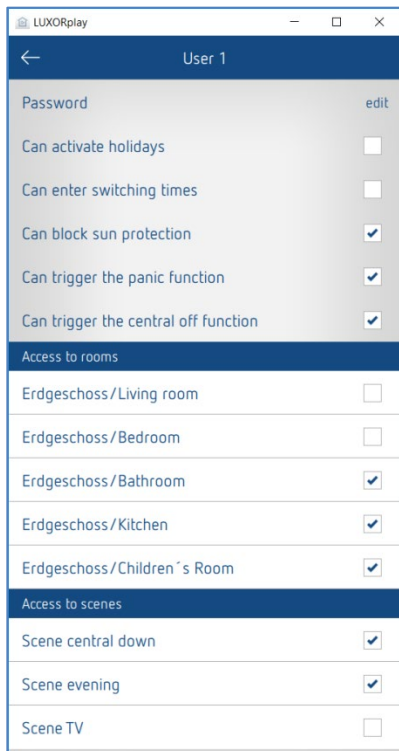 LUXORplay
User 1
Password edit
Can activate holidays
Can enter switching times
Can block sun protection
Can trigger the panic function
Can trigger the central off function
Access to rooms
Erdgeschoss/Living room
Erdgeschoss/Bedroom
Erdgeschoss/Bathroom
Erdgeschoss/Kitchen
Erdgeschoss/Children´s Room
Access to scenes
Scene central down
Scene evening
Scene TV